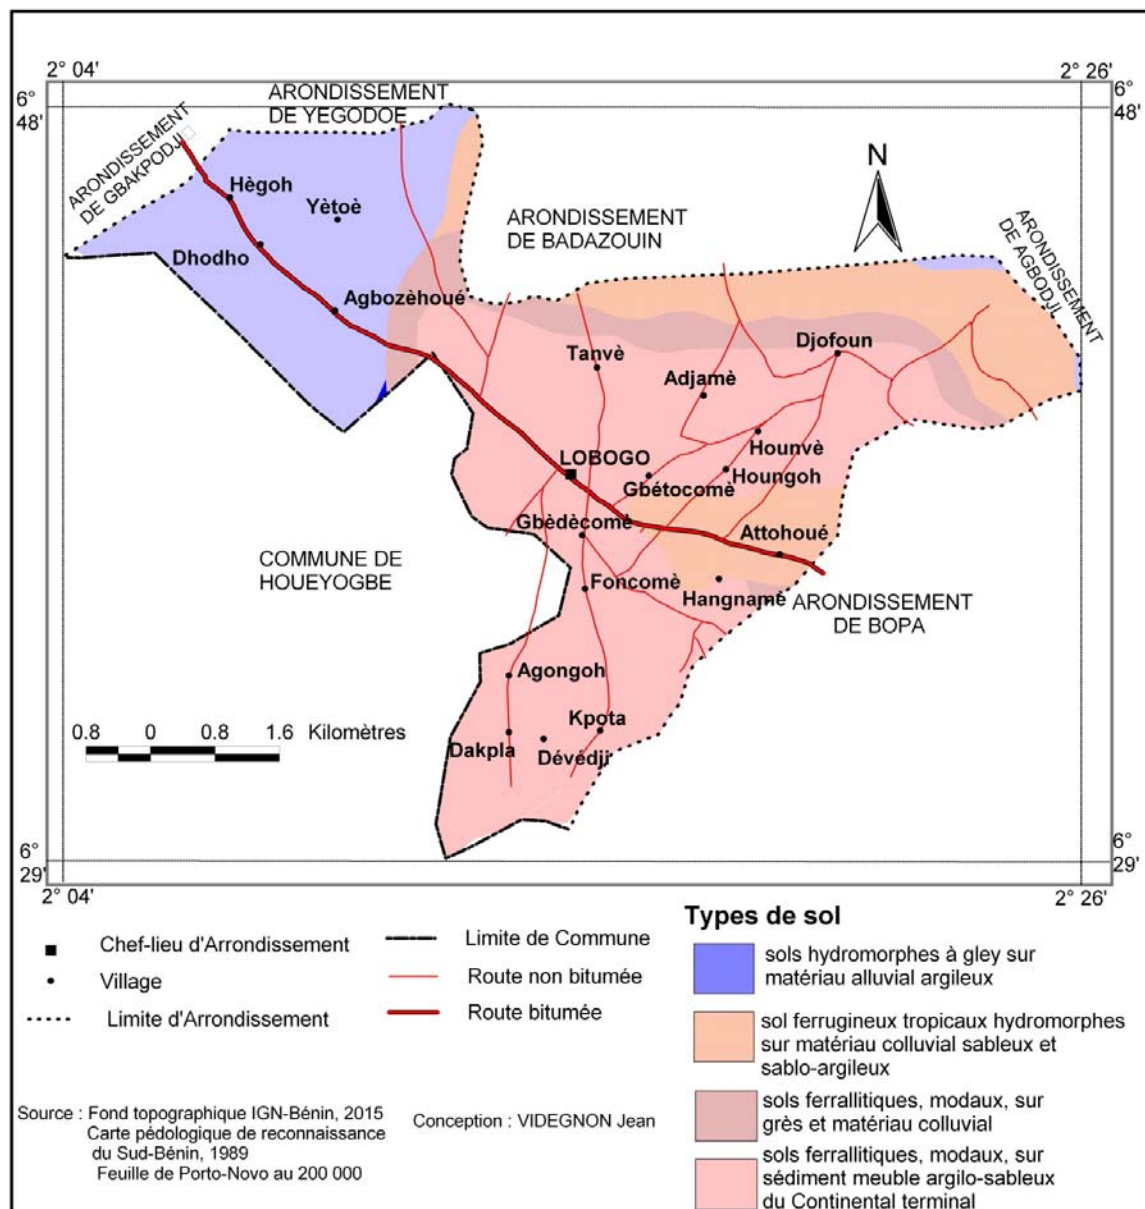 2° 04'
2° 26'
6°
48'
6°
48'
ARONDISSEMENT
DE YEGODOE
ARONDISSEMENT
DE GBAKPODJI
N
Hègoh
Yètoè
ARONDISSEMENT
DE BADAZOUIN
ARONDISSEMENT
DE AGBODJI
Dhodho
Agbozèhoué
Tanvè
Djofoun
Adjamè
Hounvè
LOBOGO
Houngoh
Gbétocomè
Gbèdècomè
Attohoué
COMMUNE DE
HOUEYOGBE
Foncomè
Hangnamè
ARONDISSEMENT
DE BOPA
Agongoh
Kpota
0.8 0 0.8 1.6 Kilomètres
Dakpla
Dévédji
6°
29'
6°
29'
2° 04'
2° 26'
Chef-lieu d'Arrondissement
Village
Limite d'Arrondissement
Limite de Commune
Route non bitumée
Route bitumée
Types de sol
sols hydromorphes à gley sur
matériau alluvial argileux
sol ferrugineux tropicaux hydromorphes
sur matériau colluvial sableux et
sablo-argileux
sols ferrallitiques, modaux, sur
grès et matériau colluvial
sols ferrallitiques, modaux, sur
sédiment meuble argilo-sableux
du Continental terminal
Source : Fond topographique IGN-Bénin, 2015
Carte pédologique de reconnaissance
du Sud-Bénin, 1989
Feuille de Porto-Novo au 200 000
Conception : VIDEGNON Jean